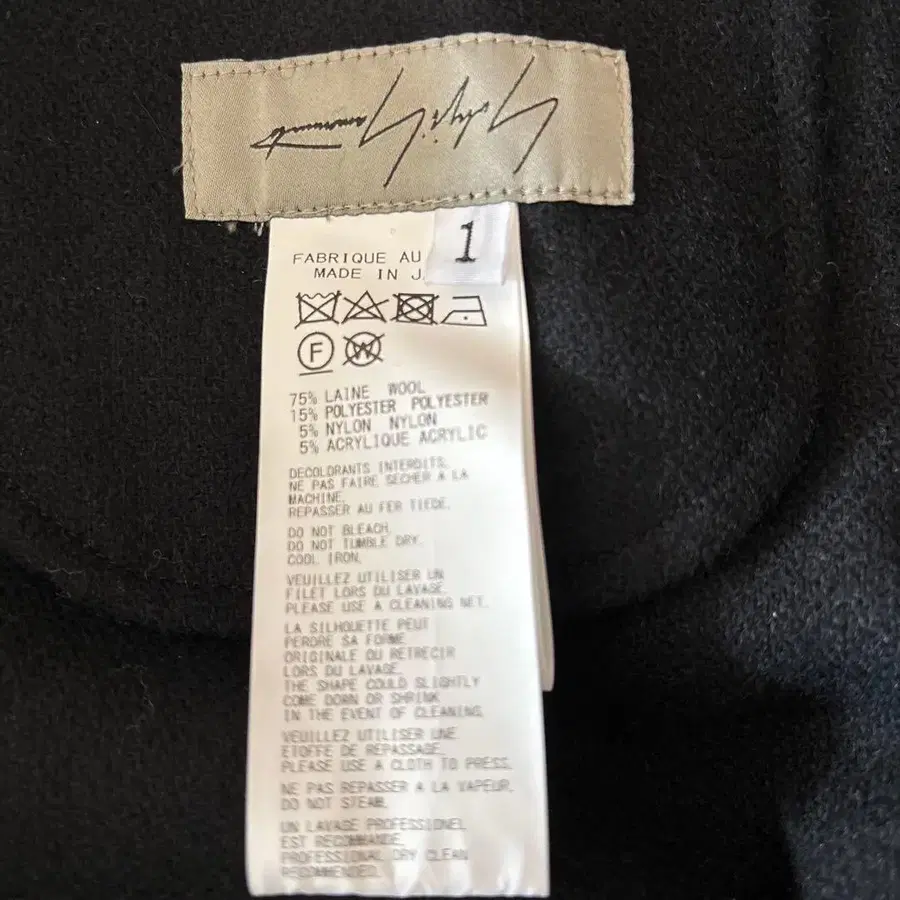 Yohji Yamamoto
1
FABRIQUE AU
MADE IN J
F
W
75% LAINE WOOL
15% POLYESTER POLYESTER
5% NYLON NYLON
5% ACRYLIQUE ACRYLIC
DECOLORANTS INTERDITS.
NE PAS FAIRE SECHER A LA
MACHINE.
REPASSER AU FER TIEDE.
DO NOT BLEACH.
DO NOT TUMBLE DRY.
COOL IRON.
VEUILLEZ UTILISER UN
FILET LORS DU LAVAGE.
PLEASE USE A CLEANING NET.
LA SILHOUETTE PEUT
PERDRE SA FORME
ORIGINALE OU RETRECIR
LORS DU LAVAGE.
THE SHAPE COULD SLIGHTLY
COME DORN OR SHRINK
IN THE EVENT OF CLEANING.
VEUILLEZ UTILISER UNE
ETOFFE DE REPASSAGE.
PLEASE USE A CLOTH TO PRESS.
NE PAS REPASSER A LA VAPEUR.
DO NOT STEAM.
UN LAVAGE PROFESSIONEL
EST RECOMMANDE.
PROFESSIONAL DRY CLEAN
RECOMMENDED.